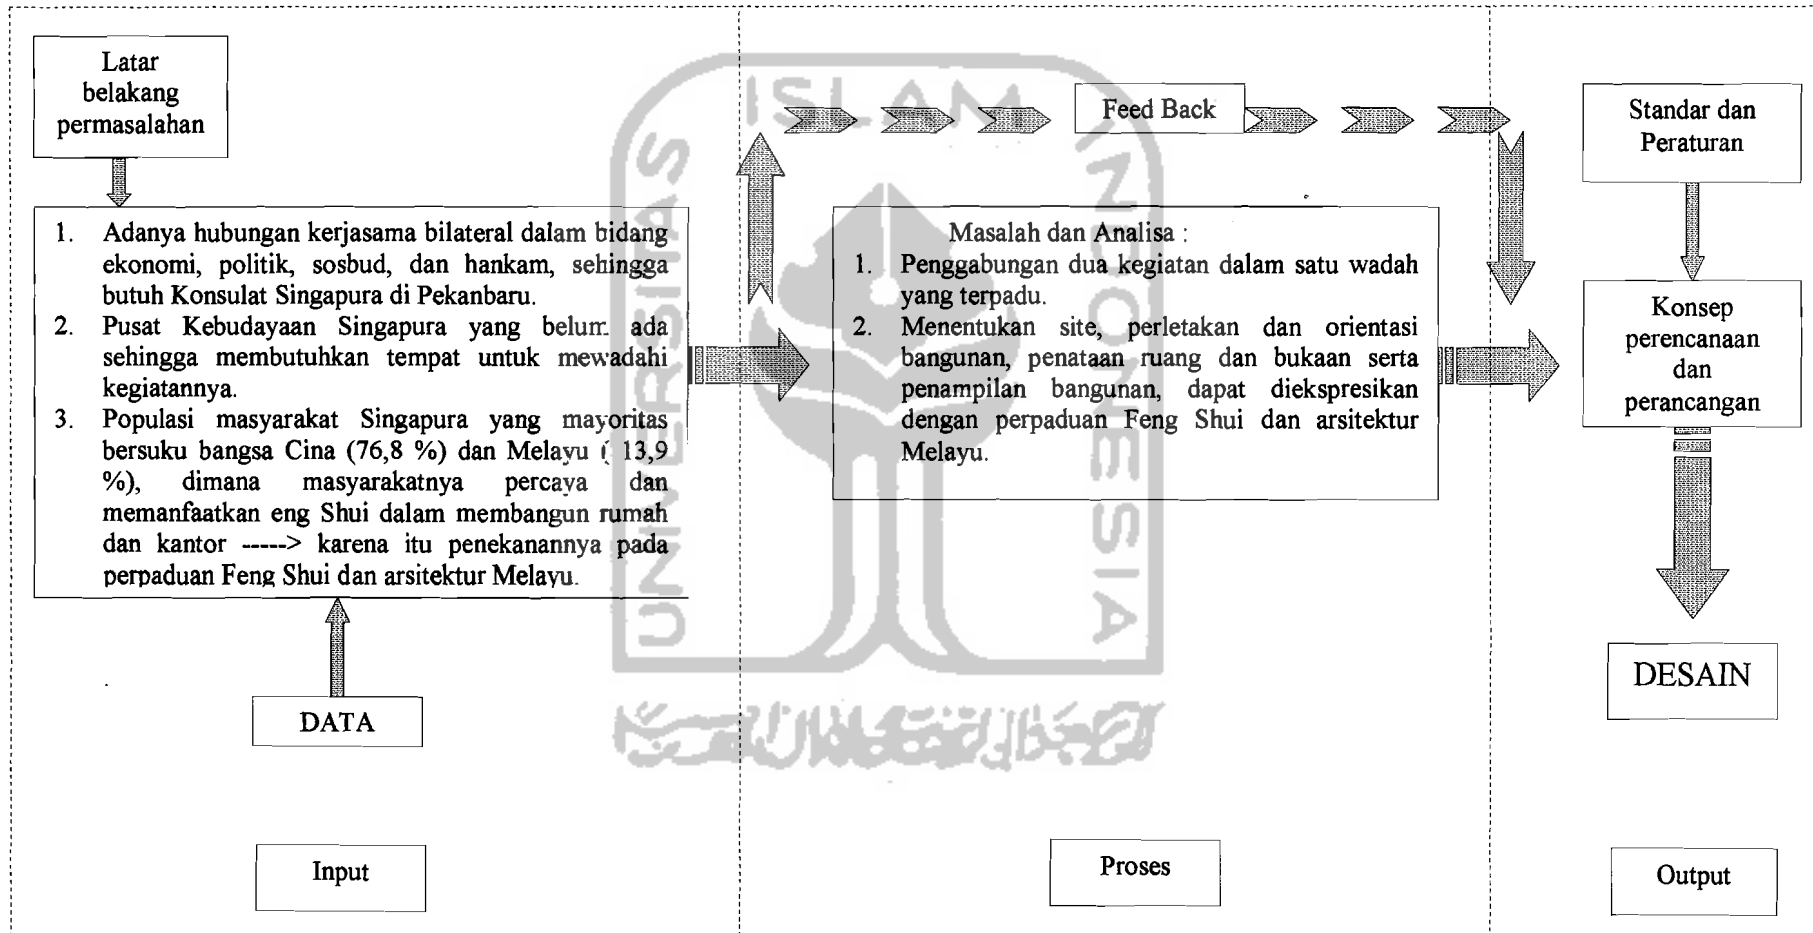 Latar
belakang
permasalahan
1. Adanya hubungan kerjasama bilateral dalam bidang
ekonomi, politik, sosbud, dan hankam, sehingga
butuh Konsulat Singapura di Pekanbaru.
2. Pusat Kebudayaan Singapura yang belum ada
sehingga membutuhkan tempat untuk mewadahi
kegiatannya.
3. Populasi masyarakat Singapura yang mayoritas
bersuku bangsa Cina (76,8 %) dan Melayu ( 13,9
%), dimana masyarakatnya percaya dan
memanfaatkan eng Shui dalam membangun rumah
dan kantor -----> karena itu penekanannya pada
perpaduan Feng Shui dan arsitektur Melayu.
DATA
Input
Feed Back
Masalah dan Analisa :
1. Penggabungan dua kegiatan dalam satu wadah
yang terpadu.
2. Menentukan site, perletakan dan orientasi
bangunan, penataan ruang dan bukaan serta
penampilan bangunan, dapat diekspresikan
dengan perpaduan Feng Shui dan arsitektur
Melayu.
Proses
Standar dan
Peraturan
Konsep
perencanaan
dan
perancangan
DESAIN
Output
UNIVERSITAS
ISLAM
INDONESIA